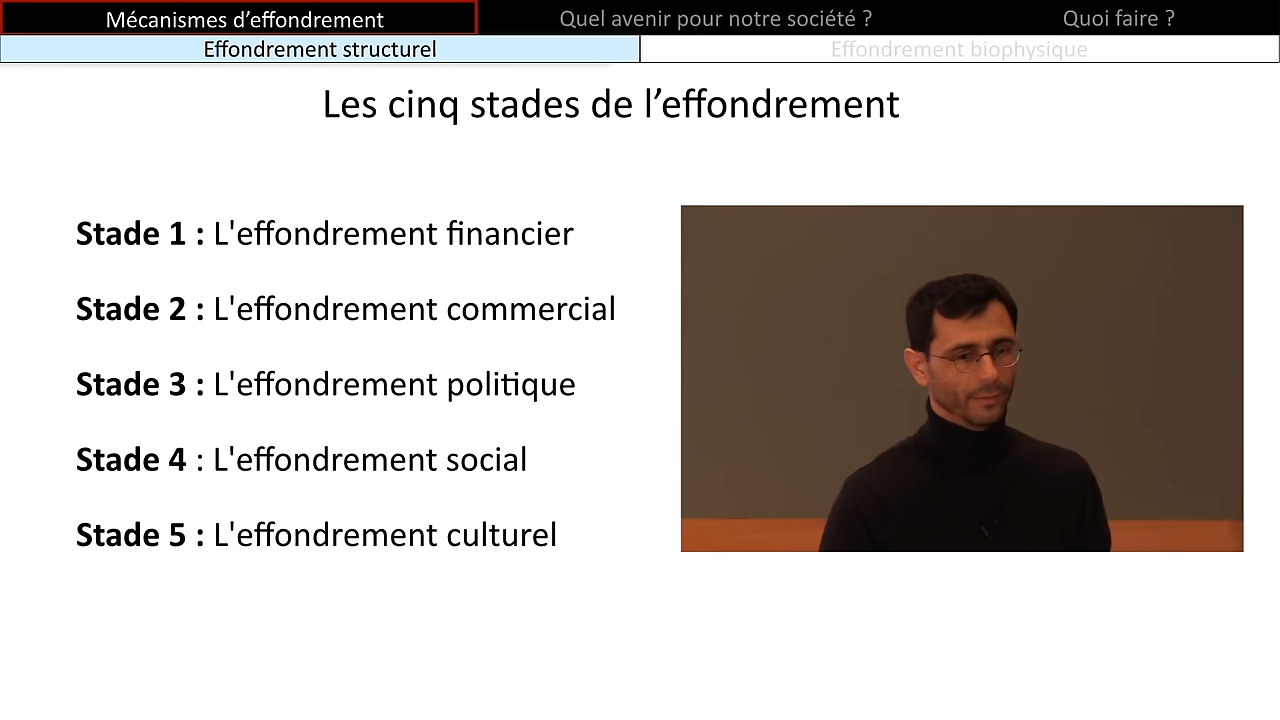 Mécanismes d’effondrement
Quel avenir pour notre société ?
Quoi faire ?
Effondrement structurel
Effondrement biophysique
Les cinq stades de l’effondrement
Stade 1 : L'effondrement financier
Stade 2 : L'effondrement commercial
Stade 3 : L'effondrement politique
Stade 4 : L'effondrement social
Stade 5 : L'effondrement culturel